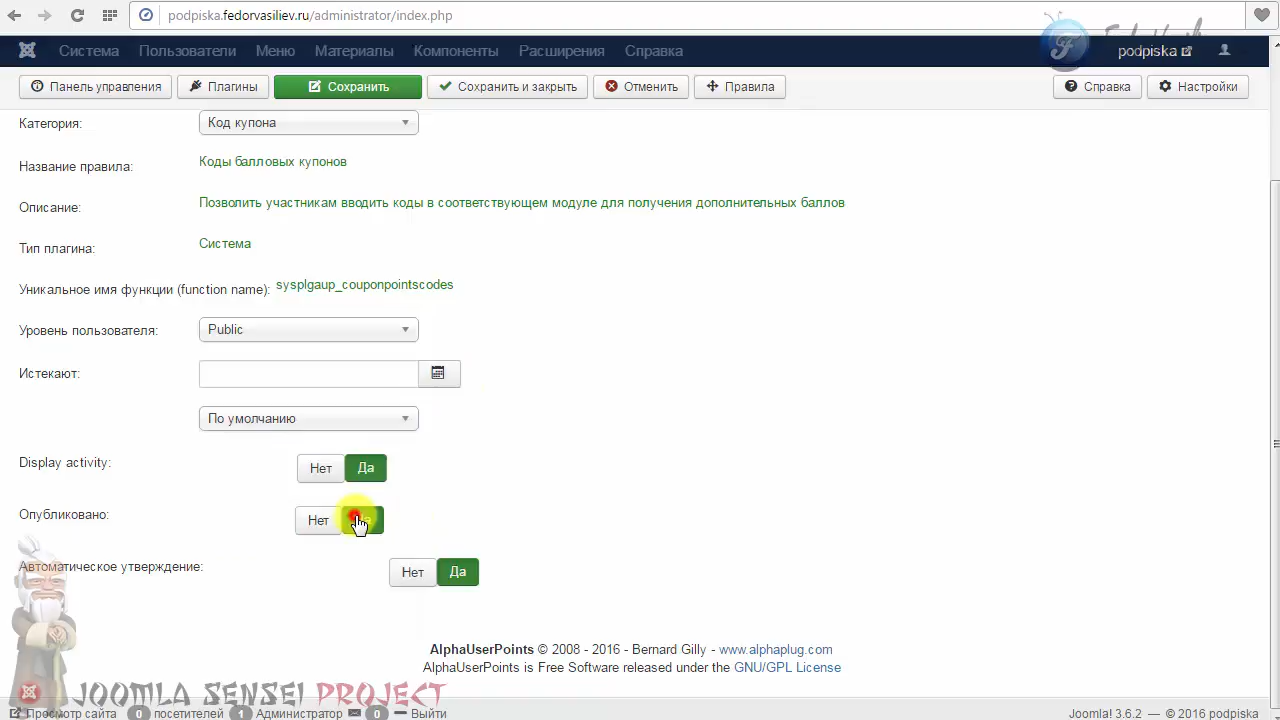 podpiska.fedorvasiliev.ru/administrator/index.php
Система Пользователи Меню Материалы Компоненты Расширения Справка podpiska
Панель управления Плагины Сохранить Сохранить и закрыть Отменить Правила Справка Настройки
Категория: Код купона
Название правила: Коды балловых купонов
Описание: Позволить участникам вводить коды в соответствующем модуле для получения дополнительных баллов
Тип плагина: Система
Уникальное имя функции (function name): sysplgaup_couponpointscodes
Уровень пользователя: Public
Истекают:
По умолчанию
Display activity: Нет Да
Опубликовано: Нет
Автоматическое утверждение: Нет Да
AlphaUserPoints © 2008 - 2016 - Bernard Gilly - www.alphaplug.com
AlphaUserPoints is Free Software released under the GNU/GPL License
JOOMLA SENSEI PROJECT
Просмотр сайта 0 посетителей 1 Администратор 0 Выйти Joomla! 3.6.2 — © 2016 podpiska